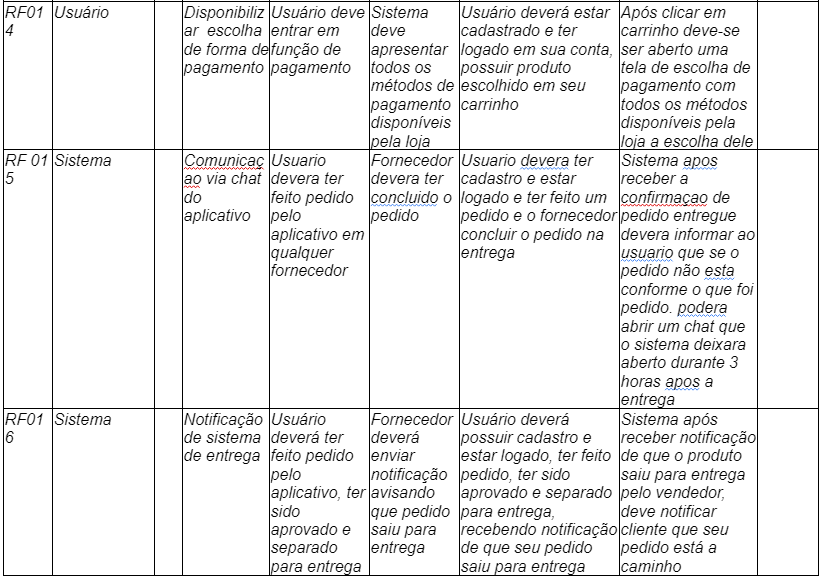 RF01
4
Usuário
Disponibiliz
ar escolha
de forma de
pagamento
Usuário deve
entrar em
função de
pagamento
Sistema
deve
apresentar
todos os
métodos de
pagamento
disponíveis
pela loja
Usuário deverá estar
cadastrado e ter
logado em sua conta,
possuir produto
escolhido em seu
carrinho
Após clicar em
carrinho deve-se
ser aberto uma
tela de escolha de
pagamento com
todos os métodos
disponíveis pela
loja a escolha dele
RF 01
5
Sistema
Comunicaç
ao via chat
do
aplicativo
Usuario
devera ter
feito pedido
pelo
aplicativo em
qualquer
fornecedor
Fornecedor
devera ter
concluido o
pedido
Usuario devera ter
cadastro e estar
logado e ter feito um
pedido e o fornecedor
concluir o pedido na
entrega
Sistema apos
receber a
confirmaçao de
pedido entregue
devera informar ao
usuario que se o
pedido não esta
conforme o que foi
pedido. podera
abrir um chat que
o sistema deixara
aberto durante 3
horas apos a
entrega
RF01
6
Sistema
Notificação
de sistema
de entrega
Usuário
deverá ter
feito pedido
pelo
aplicativo, ter
sido
aprovado e
separado
para entrega
Fornecedor
deverá
enviar
notificação
avisando
que pedido
saiu para
entrega
Usuário deverá
possuir cadastro e
estar logado, ter feito
pedido, ter sido
aprovado e separado
para entrega,
recebendo notificação
de que seu pedido
saiu para entrega
Sistema após
receber notificação
de que o produto
saiu para entrega
pelo vendedor,
deve notificar
cliente que seu
pedido está a
caminho